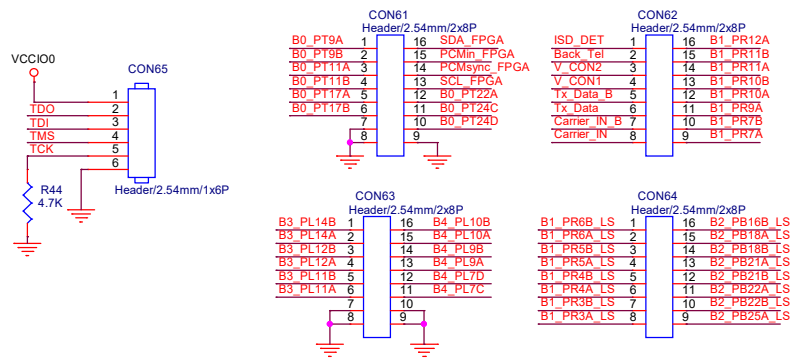 VCCIO0
CON65
1
TDO 2
TDI 3
TMS 4
TCK 5
6
R44
4.7K
Header/2.54mm/1x6P
CON61
Header/2.54mm/2x8P
B0_PT9A 1 16 SDA_FPGA
B0_PT9B 2 15 PCMin_FPGA
B0_PT11A 3 14 PCMsync_FPGA
B0_PT11B 4 13 SCL_FPGA
B0_PT17A 5 12 B0_PT22A
B0_PT17B 6 11 B0_PT24C
7 10 B0_PT24D
8 9
CON62
Header/2.54mm/2x8P
ISD_DET 1 16 B1_PR12A
Back_Tel 2 15 B1_PR11B
V_CON2 3 14 B1_PR11A
V_CON1 4 13 B1_PR10B
Tx_Data_B 5 12 B1_PR10A
Tx_Data 6 11 B1_PR9A
Carrier_IN_B 7 10 B1_PR7B
Carrier_IN 8 9 B1_PR7A
CON63
Header/2.54mm/2x8P
B3_PL14B 1 16 B4_PL10B
B3_PL14A 2 15 B4_PL10A
B3_PL12B 3 14 B4_PL9B
B3_PL12A 4 13 B4_PL9A
B3_PL11B 5 12 B4_PL7D
B3_PL11A 6 11 B4_PL7C
7 10
8 9
CON64
Header/2.54mm/2x8P
B1_PR6B_LS 1 16 B2_PB16B_LS
B1_PR6A_LS 2 15 B2_PB18A_LS
B1_PR5B_LS 3 14 B2_PB18B_LS
B1_PR5A_LS 4 13 B2_PB21A_LS
B1_PR4B_LS 5 12 B2_PB21B_LS
B1_PR4A_LS 6 11 B2_PB22A_LS
B1_PR3B_LS 7 10 B2_PB22B_LS
B1_PR3A_LS 8 9 B2_PB25A_LS